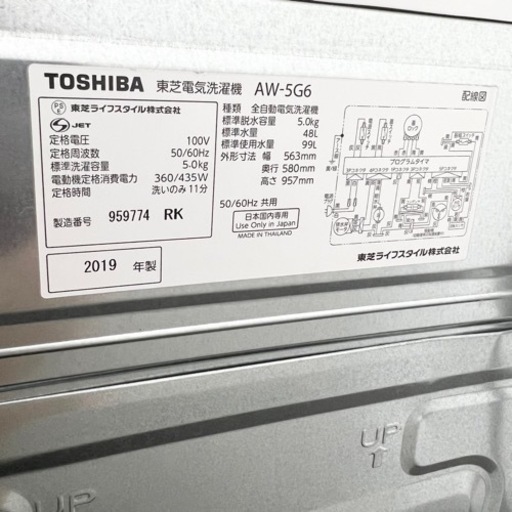 TOSHIBA 東芝電気洗濯機 AW-5G6
配線図
PS E
東芝ライフスタイル株式会社
JET
定格電圧 100V
定格周波数 50/60Hz
標準洗濯容量 5.0kg
電動機定格消費電力 360/435W
製造番号 959774 RK
種類 全自動電気洗濯機
標準脱水容量 5.0kg
標準水量 48L
標準使用水量 99L
外形寸法 幅 563mm
奥行 580mm
高さ 957mm
洗いのみ 11分
50/60Hz 共用
日本国内専用
Use Only in Japan
MADE IN THAILAND
プログラムタイマ
東芝ライフスタイル株式会社
2019 年製
UP
UP